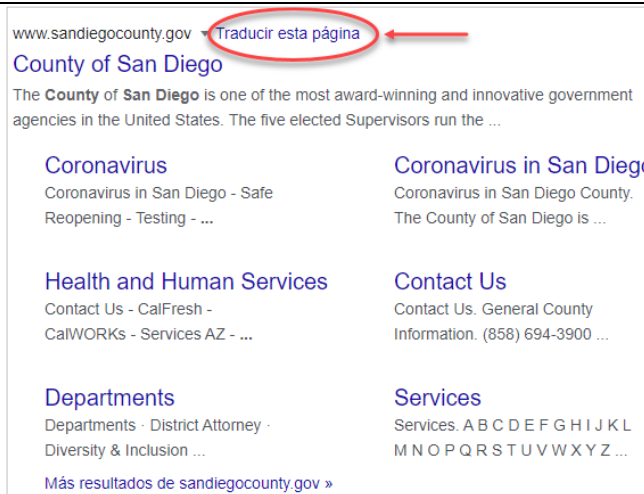 www.sandiegocounty.gov Traducir esta página
County of San Diego
The County of San Diego is one of the most award-winning and innovative government
agencies in the United States. The five elected Supervisors run the ...
Coronavirus
Coronavirus in San Diego - Safe
Reopening - Testing - ...
Coronavirus in San Dieg
Coronavirus in San Diego County.
The County of San Diego is ...
Health and Human Services
Contact Us - CalFresh -
CalWORKs - Services AZ - ...
Contact Us
Contact Us. General County
Information. (858) 694-3900 ...
Departments
Departments · District Attorney ·
Diversity & Inclusion ...
Services
Services. A B C D E F G H I J K L
M N O P Q R S T U V W X Y Z ...
Más resultados de sandiegocounty.gov »